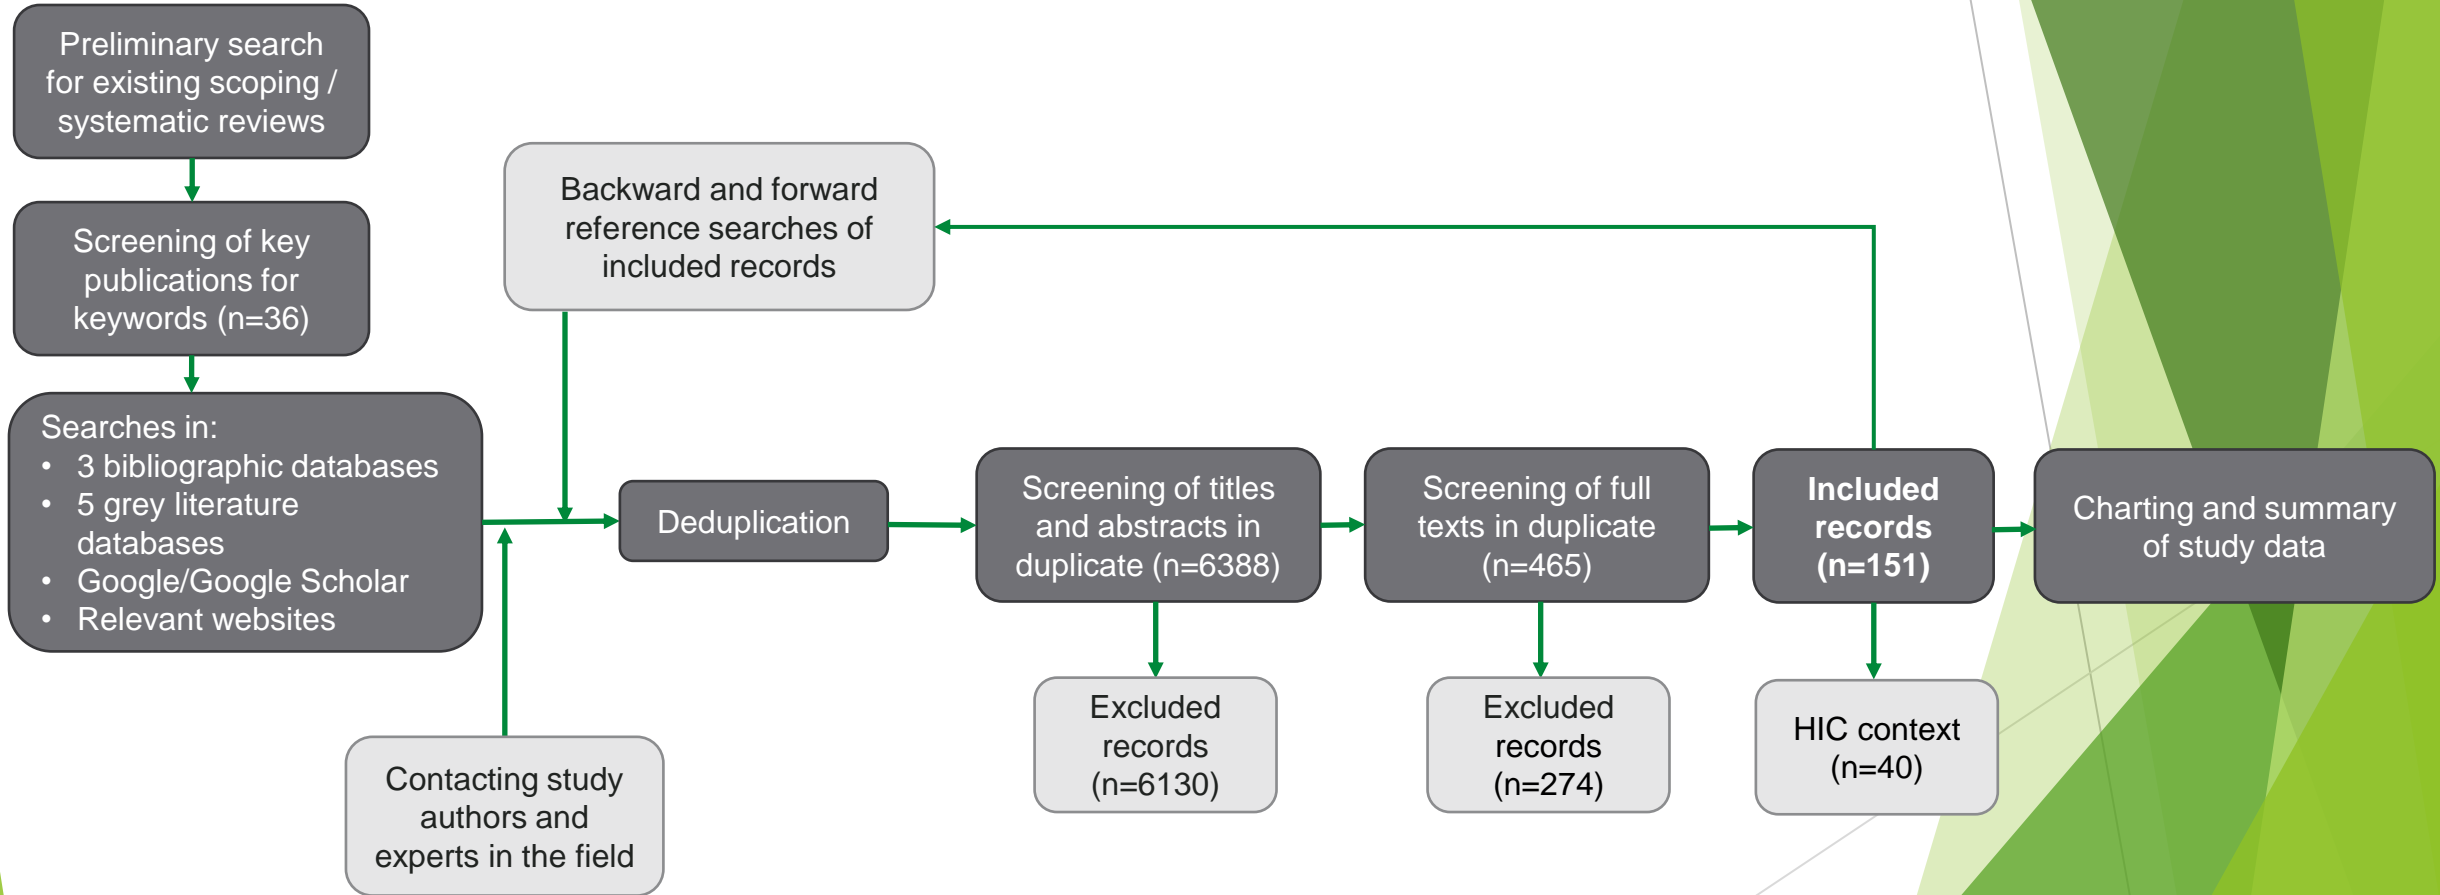 Preliminary search
for existing scoping /
systematic reviews
Screening of key
publications for
keywords (n=36)
Searches in:
• 3 bibliographic databases
• 5 grey literature
databases
• Google/Google Scholar
• Relevant websites
Backward and forward
reference searches of
included records
Contacting study
authors and
experts in the field
Deduplication
Screening of titles
and abstracts in
duplicate (n=6388)
Excluded
records
(n=6130)
Screening of full
texts in duplicate
(n=465)
Excluded
records
(n=274)
Included
records
(n=151)
HIC context
(n=40)
Charting and summary
of study data